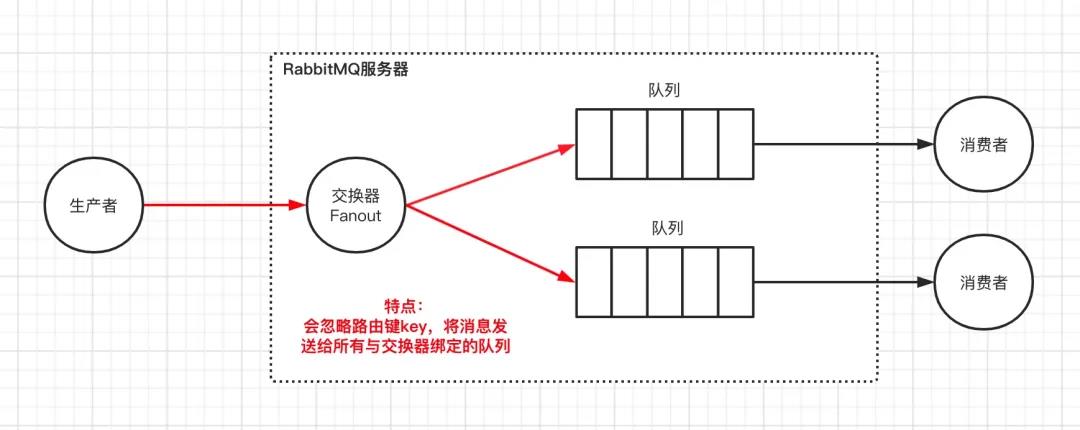 RabbitMQ服务器
队列
消费者
生产者
交换器
Fanout
队列
消费者
特点：
会忽略路由键key，将消息发
送给所有与交换器绑定的队列